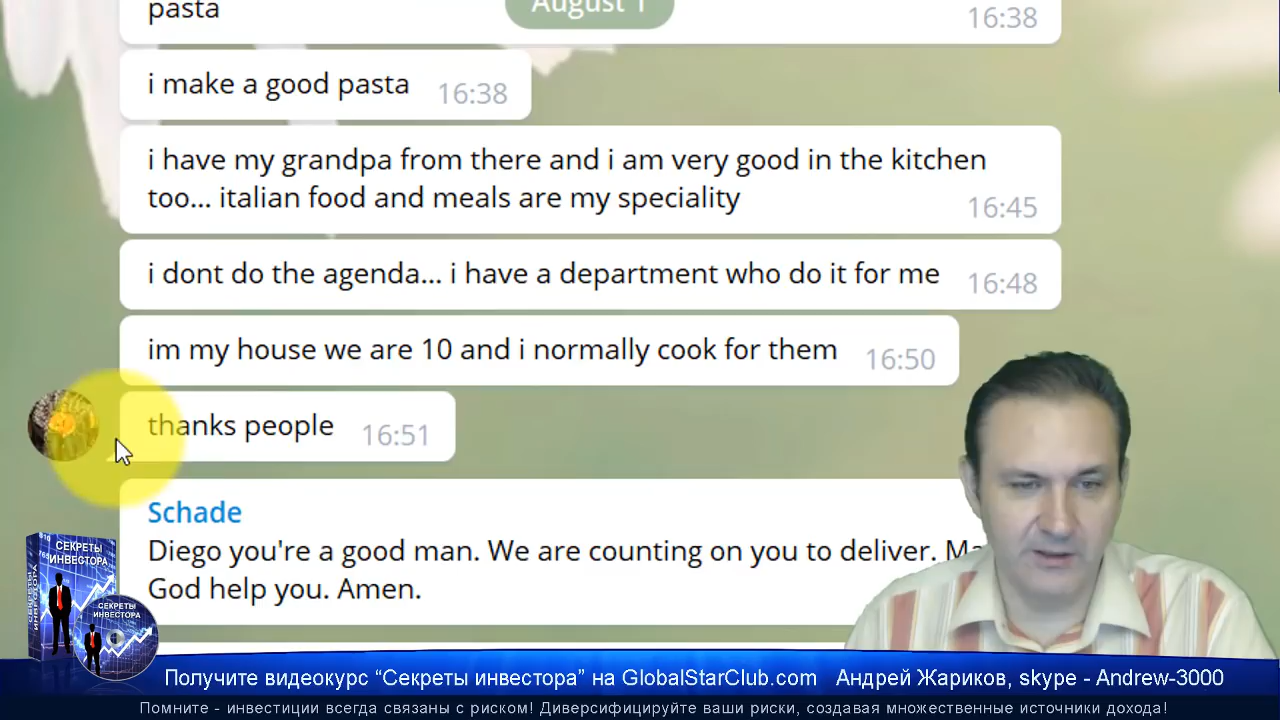 pasta
August 1
16:38
i make a good pasta 16:38
i have my grandpa from there and i am very good in the kitchen
too... italian food and meals are my speciality 16:45
i dont do the agenda... i have a department who do it for me 16:48
im my house we are 10 and i normally cook for them 16:50
thanks people 16:51
Schade
Diego you're a good man. We are counting on you to deliver.
God help you. Amen.
СЕКРЕТЫ
ИНВЕСТОРА
СЕКРЕТЫ
ИНВЕСТОРА
Получите видеокурс “Секреты инвестора” на GlobalStarClub.com Андрей Жариков, skype - Andrew-3000
Помните - инвестиции всегда связаны с риском! Диверсифицируйте ваши риски, создавая множественные источники дохода!